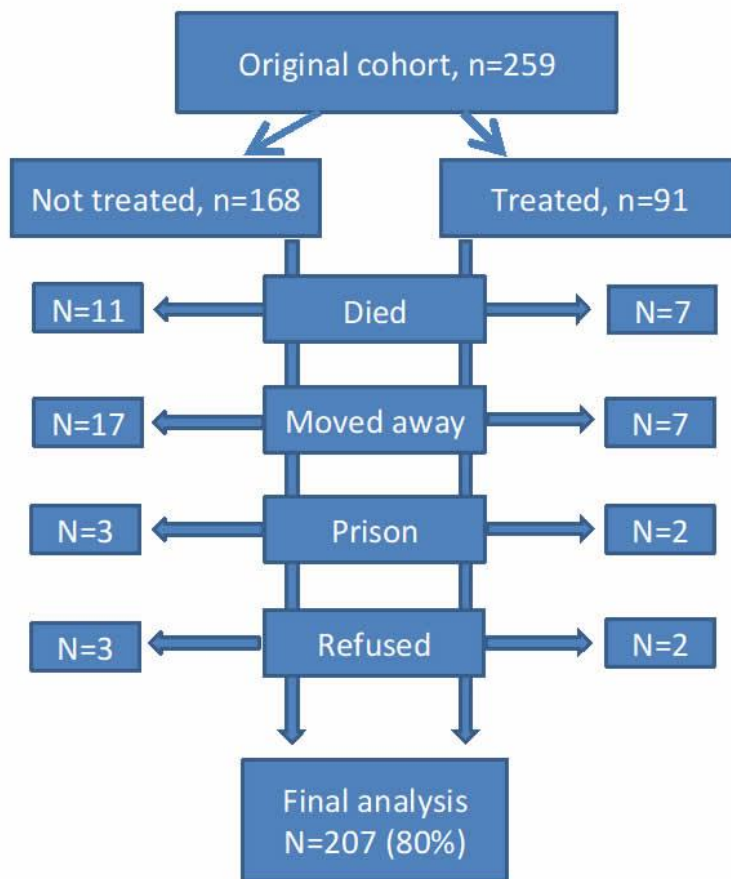 Original cohort, n=259
Not treated, n=168
Treated, n=91
N=11
Died
N=7
N=17
Moved away
N=7
N=3
Prison
N=2
N=3
Refused
N=2
Final analysis
N=207 (80%)